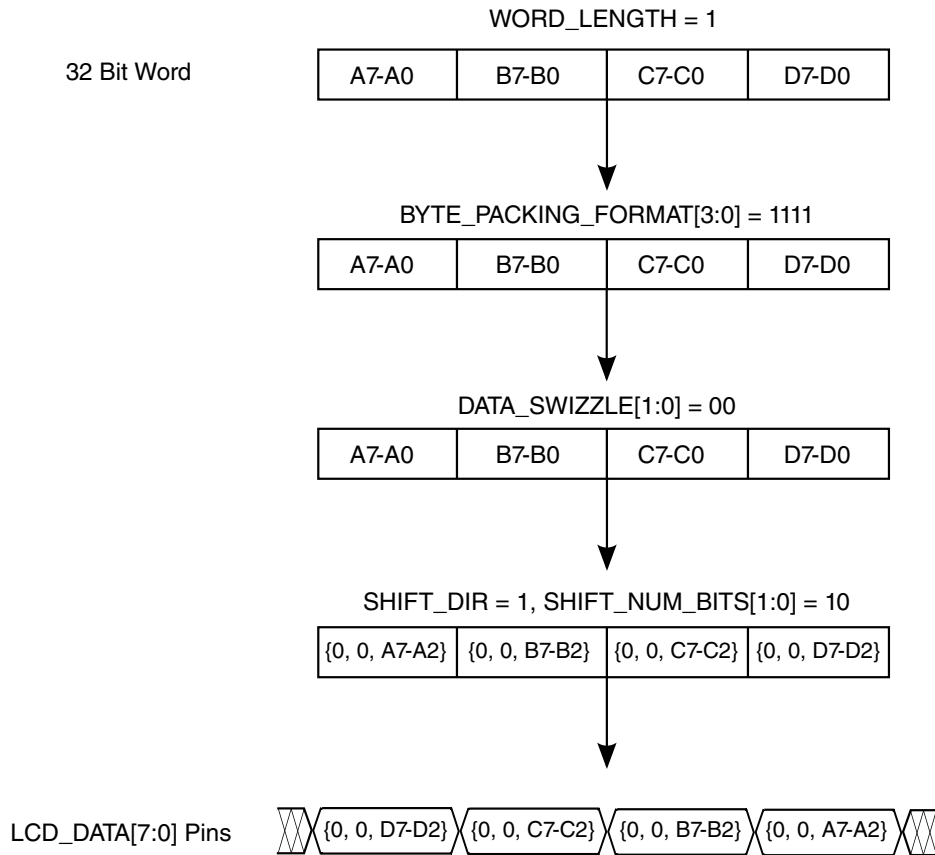 WORD_LENGTH = 1
32 Bit Word A7-A0 B7-B0 C7-C0 D7-D0
BYTE_PACKING_FORMAT[3:0] = 1111
A7-A0 B7-B0 C7-C0 D7-D0
DATA_SWIZZLE[1:0] = 00
A7-A0 B7-B0 C7-C0 D7-D0
SHIFT_DIR = 1, SHIFT_NUM_BITS[1:0] = 10
{0, 0, A7-A2} {0, 0, B7-B2} {0, 0, C7-C2} {0, 0, D7-D2}
LCD_DATA[7:0] Pins {0, 0, D7-D2} {0, 0, C7-C2} {0, 0, B7-B2} {0, 0, A7-A2}